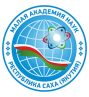 МАЛАЯ АКАДЕМИЯ НАУК
РЕСПУБЛИКА САХА (ЯКУТИЯ)